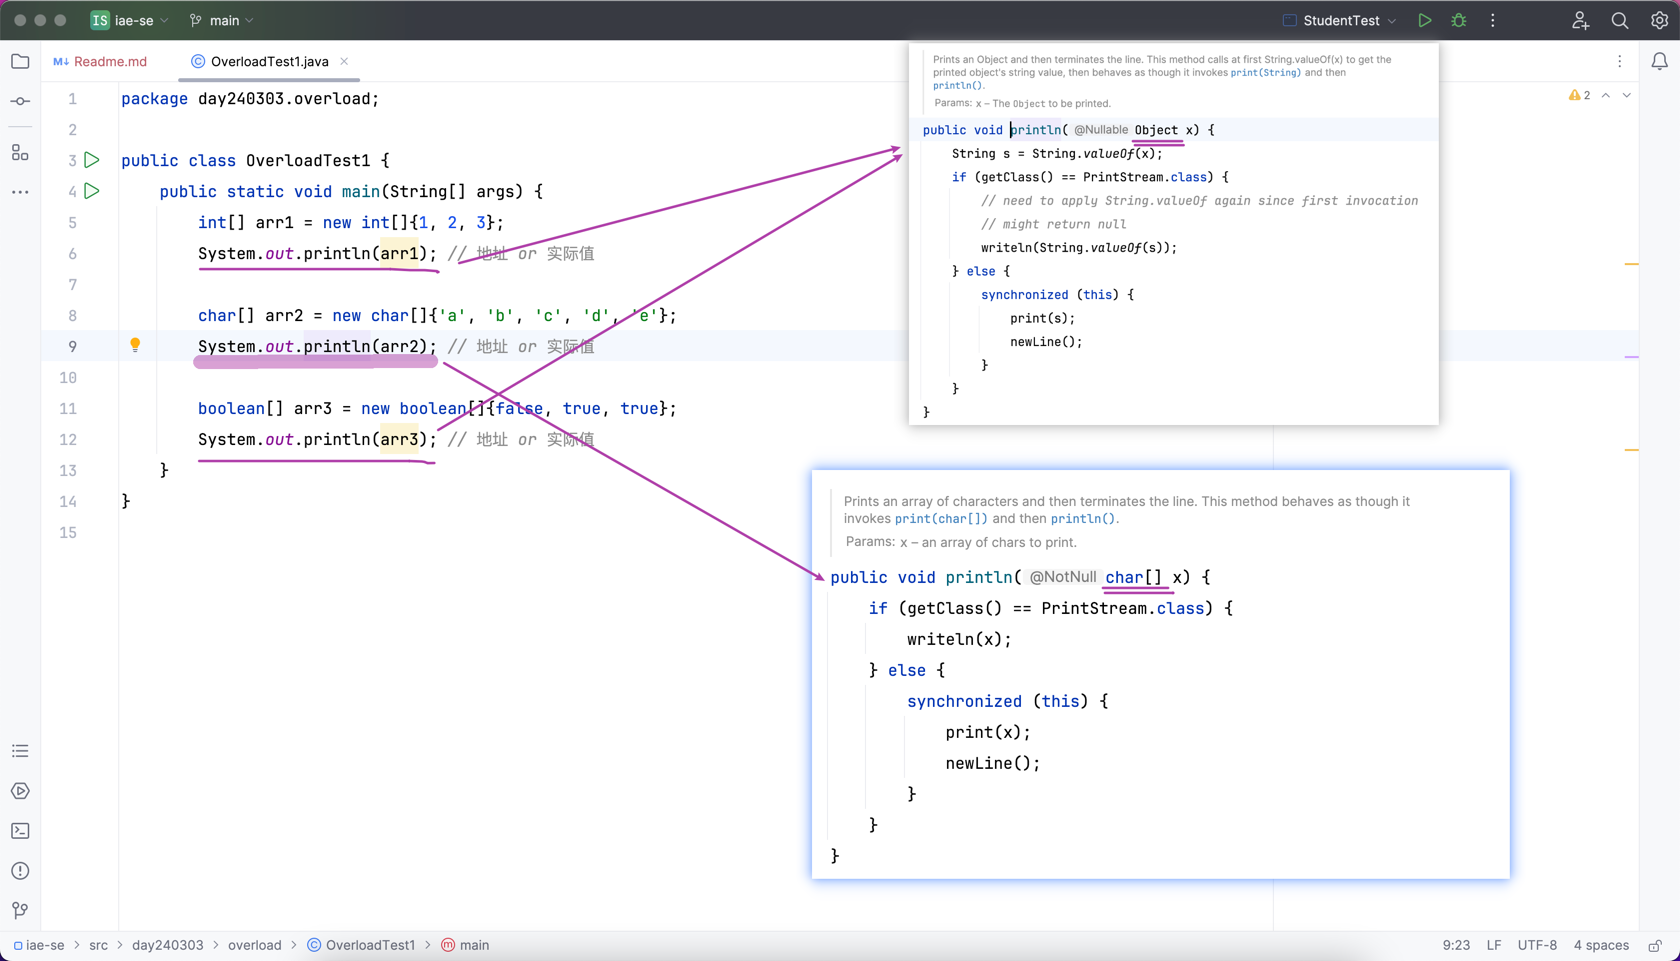 IS iae-se main StudentTest
M↓ Readme.md © OverloadTest1.java ×
1 package day240303.overload;
2
3 public class OverloadTest1 {
4 public static void main(String[] args) {
5 int[] arr1 = new int[]{1, 2, 3};
6 System.out.println(arr1); // 地址 or 实际值
7
8 char[] arr2 = new char[]{'a', 'b', 'c', 'd', 'e'};
9 System.out.println(arr2); // 地址 or 实际值
10
11 boolean[] arr3 = new boolean[]{false, true, true};
12 System.out.println(arr3); // 地址 or 实际值
13 }
14 }
15
2
Prints an Object and then terminates the line. This method calls at first String.valueOf(x) to get the
printed object's string value, then behaves as though it invokes print(String) and then
println().
Params: x – The Object to be printed.
public void println( @Nullable Object x) {
String s = String.valueOf(x);
if (getClass() == PrintStream.class) {
// need to apply String.valueOf again since first invocation
// might return null
writeln(String.valueOf(s));
} else {
synchronized (this) {
print(s);
newLine();
}
}
}
Prints an array of characters and then terminates the line. This method behaves as though it
invokes print(char[]) and then println().
Params: x – an array of chars to print.
public void println( @NotNull char[] x) {
if (getClass() == PrintStream.class) {
writeln(x);
} else {
synchronized (this) {
print(x);
newLine();
}
}
}
iae-se > src > day240303 > overload > © OverloadTest1 > m main 9:23 LF UTF-8 4 spaces